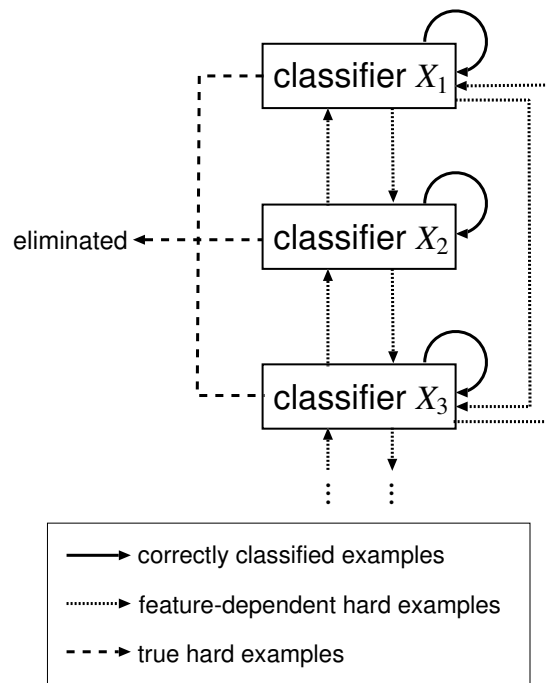 classifier X1
eliminated
classifier X2
classifier X3
⋮ ⋮
correctly classified examples
feature-dependent hard examples
true hard examples